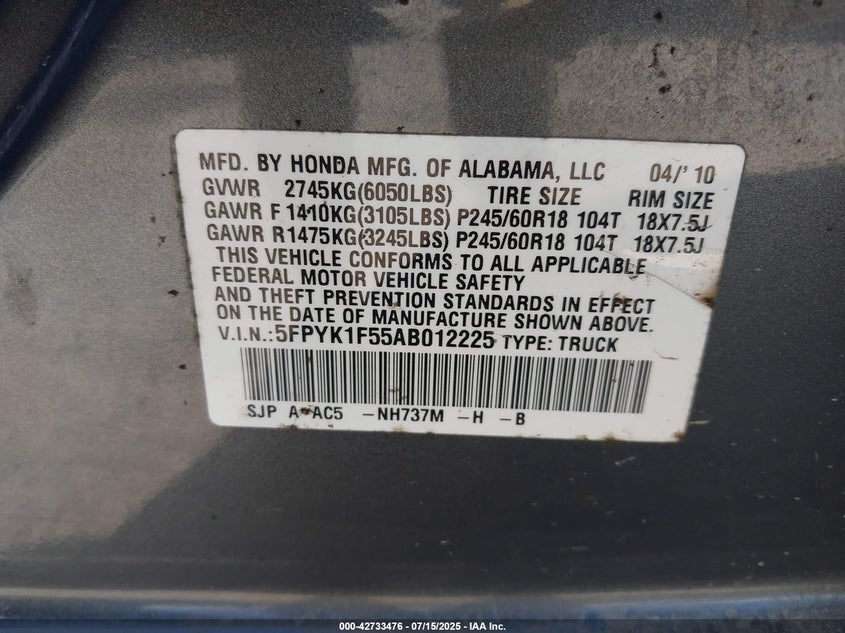 MFD. BY HONDA MFG. OF ALABAMA, LLC 04/'10
GVWR 2745KG(6050LBS) TIRE SIZE RIM SIZE
GAWR F 1410KG(3105LBS) P245/60R18 104T 18X7.5J
GAWR R1475KG(3245LBS) P245/60R18 104T 18X7.5J
THIS VEHICLE CONFORMS TO ALL APPLICABLE
FEDERAL MOTOR VEHICLE SAFETY
AND THEFT PREVENTION STANDARDS IN EFFECT
ON THE DATE OF MANUFACTURE SHOWN ABOVE.
V.I.N.:5FPYK1F55AB012225 TYPE: TRUCK
SJP A-AC5 -NH737M -H -B
000-42733476 - 07/15/2025 - IAA Inc.